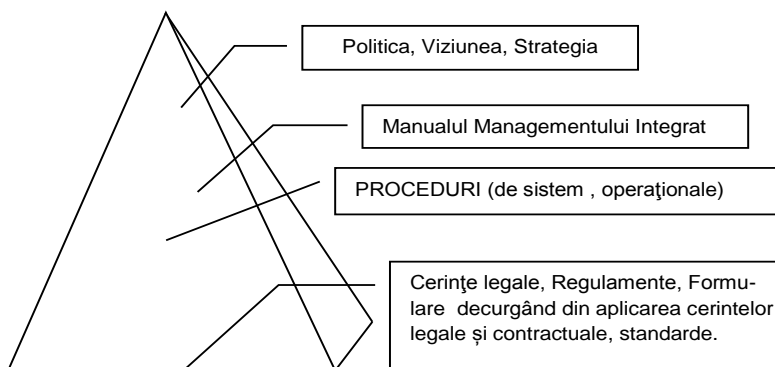 Politica, Viziunea, Strategia
Manualul Managementului Integrat
PROCEDURI (de sistem , operaţionale)
Cerinţe legale, Regulamente, Formu-
lare decurgând din aplicarea cerintelor
legale și contractuale, standarde.